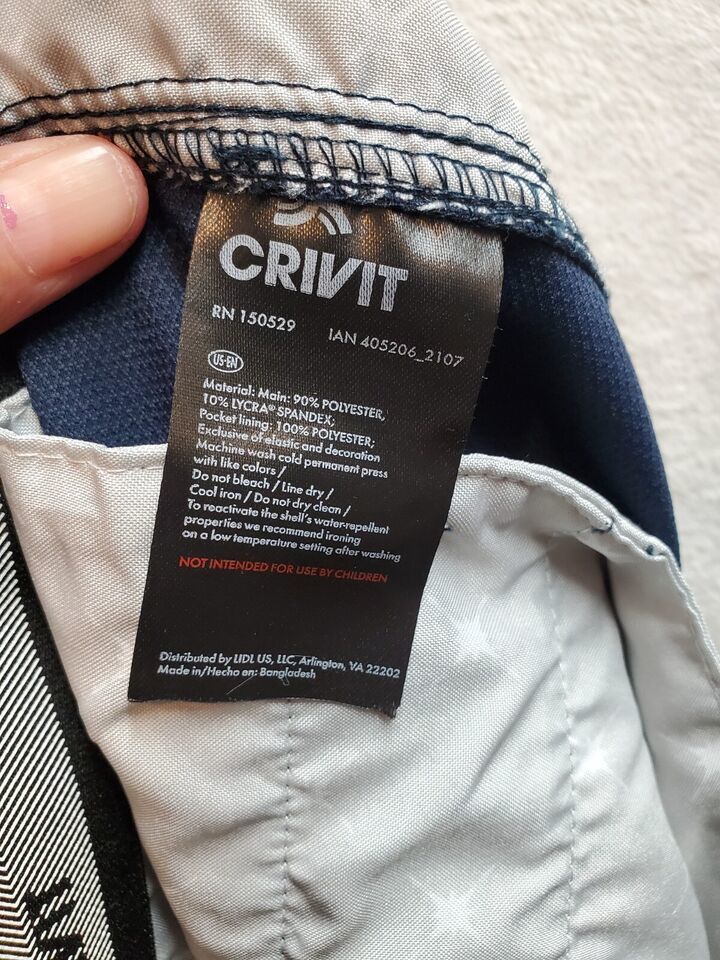 CRIVIT
RN 150529 IAN 405206_2107
US-EN
Material: Main: 90% POLYESTER,
10% LYCRA® SPANDEX;
Pocket lining: 100% POLYESTER;
Exclusive of elastic and decoration
Machine wash cold permanent press
with like colors /
Do not bleach / Line dry /
Cool iron / Do not dry clean /
To reactivate the shell's water-repellent
properties we recommend ironing
on a low temperature setting after washing
NOT INTENDED FOR USE BY CHILDREN
Distributed by LIDL US, LLC, Arlington, VA 22202
Made in/Hecho en: Bangladesh